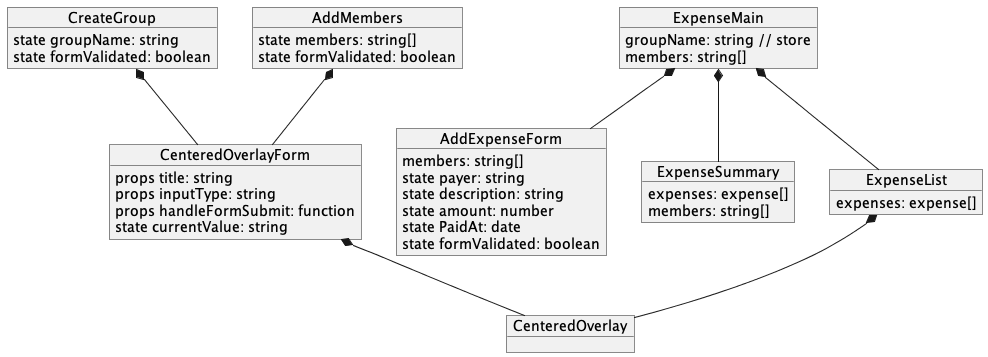 CreateGroup
state groupName: string
state formValidated: boolean
AddMembers
state members: string[]
state formValidated: boolean
ExpenseMain
groupName: string // store
members: string[]
CenteredOverlayForm
props title: string
props inputType: string
props handleFormSubmit: function
state currentValue: string
AddExpenseForm
members: string[]
state payer: string
state description: string
state amount: number
state PaidAt: date
state formValidated: boolean
ExpenseSummary
expenses: expense[]
members: string[]
ExpenseList
expenses: expense[]
CenteredOverlay